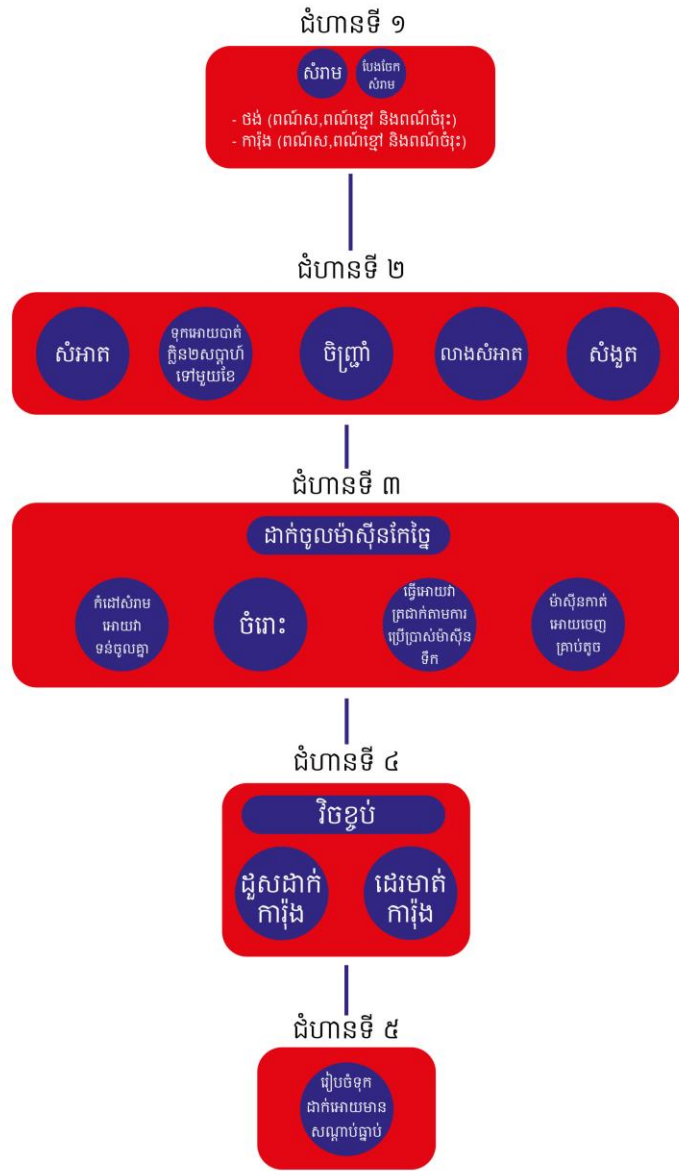 ជំហានទី ១
សំរាម
បែងចែក
សំរាម
- ថង់ (ពណ៍ស,ពណ៍ខ្មៅ និងពណ៍ចំរុះ)
- ការ៉ុង (ពណ៍ស,ពណ៍ខ្មៅ និងពណ៍ចំរុះ)
ជំហានទី ២
សំអាត
ទុកអោយបាត់
ក្លិន២សប្តាហ៍
ទៅមួយខែ
ចិញ្ច្រាំ
លាងសំអាត
សំងួត
ជំហានទី ៣
ដាក់ចូលម៉ាស៊ីនកែច្នៃ
កំដៅសំរាម
អោយវា
ទន់ចូលគ្នា
ចំរោះ
ធ្វើអោយវា
ត្រជាក់តាមការ
ប្រើប្រាស់ម៉ាស៊ីន
ទឹក
ម៉ាស៊ីនកាត់
អោយចេញ
គ្រាប់តូច
ជំហានទី ៤
វិចខ្ចប់
ដួសដាក់
ការ៉ុង
ដេរមាត់
ការ៉ុង
ជំហានទី ៥
រៀបចំទុក
ដាក់អោយមាន
សណ្តាប់ធ្នាប់